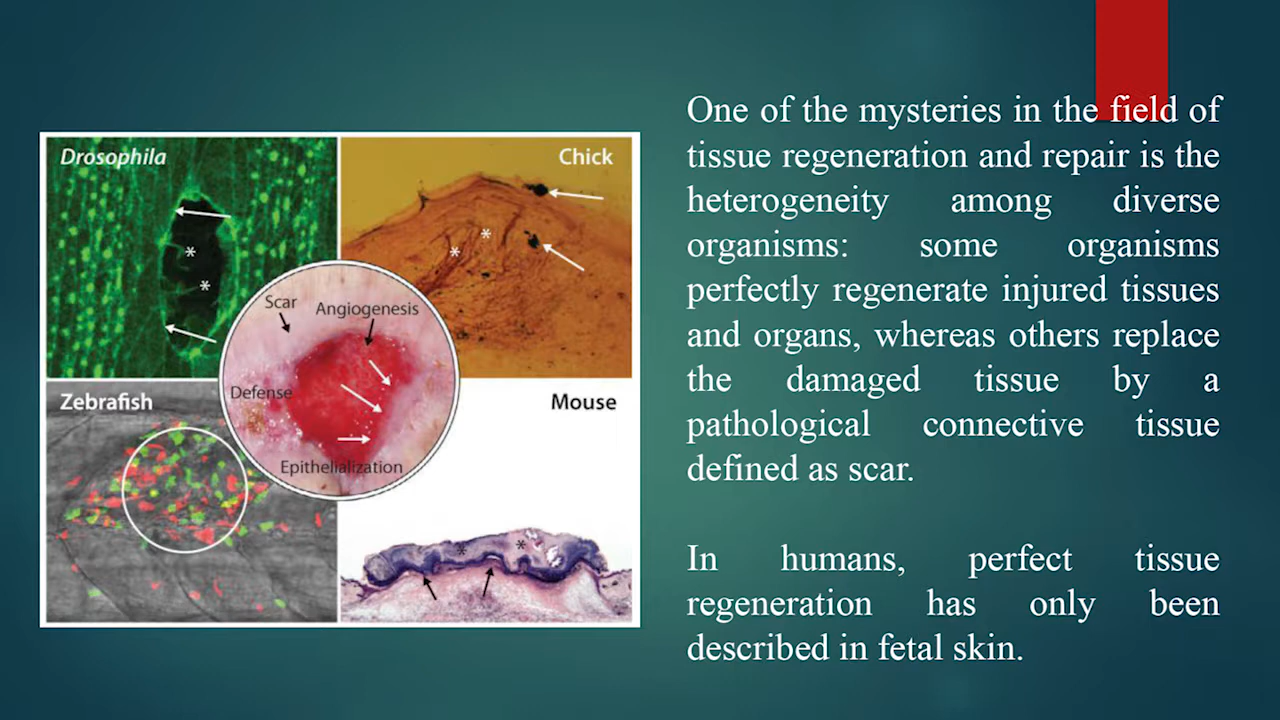 Drosophila
Chick
*
*
*
*
Scar
Angiogenesis
Defense
Epithelialization
Zebrafish
Mouse
*
*
One of the mysteries in the field of
tissue regeneration and repair is the
heterogeneity among diverse
organisms: some organisms
perfectly regenerate injured tissues
and organs, whereas others replace
the damaged tissue by a
pathological connective tissue
defined as scar.
In humans, perfect tissue
regeneration has only been
described in fetal skin.